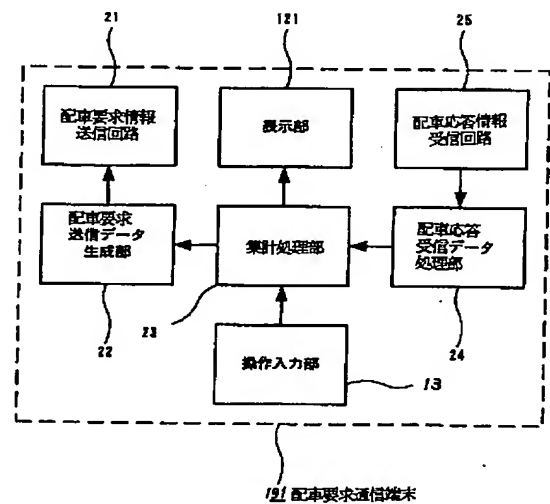 21
121
25
配車要求情報
送信回路
表示部
配車応答情報
受信回路
配車要求
送信データ
生成部
集計処理部
配車応答
受信データ
処理部
22
23
24
操作入力部
13
191 配車要求通信端末